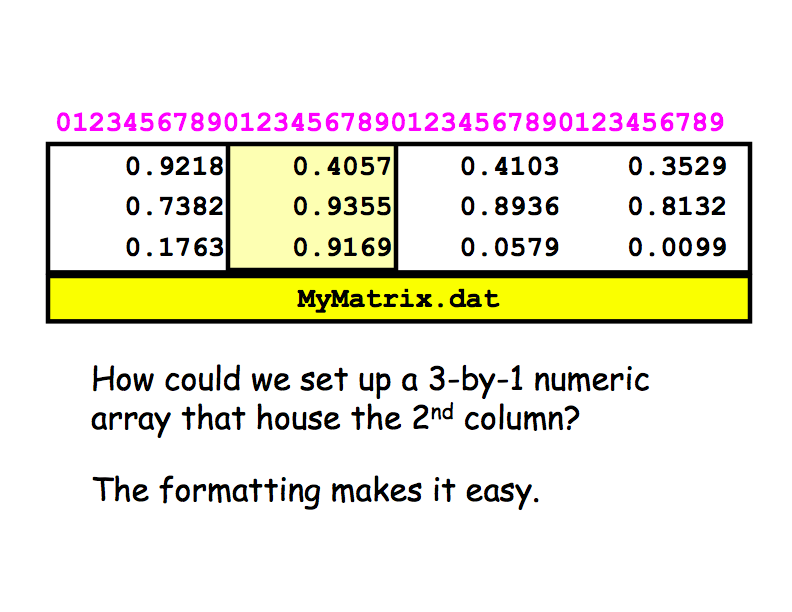 0123456789012345678901234567890123456789
0.9218 0.4057 0.4103 0.3529
0.7382 0.9355 0.8936 0.8132
0.1763 0.9169 0.0579 0.0099
MyMatrix.dat
How could we set up a 3-by-1 numeric
array that house the 2nd column?
The formatting makes it easy.